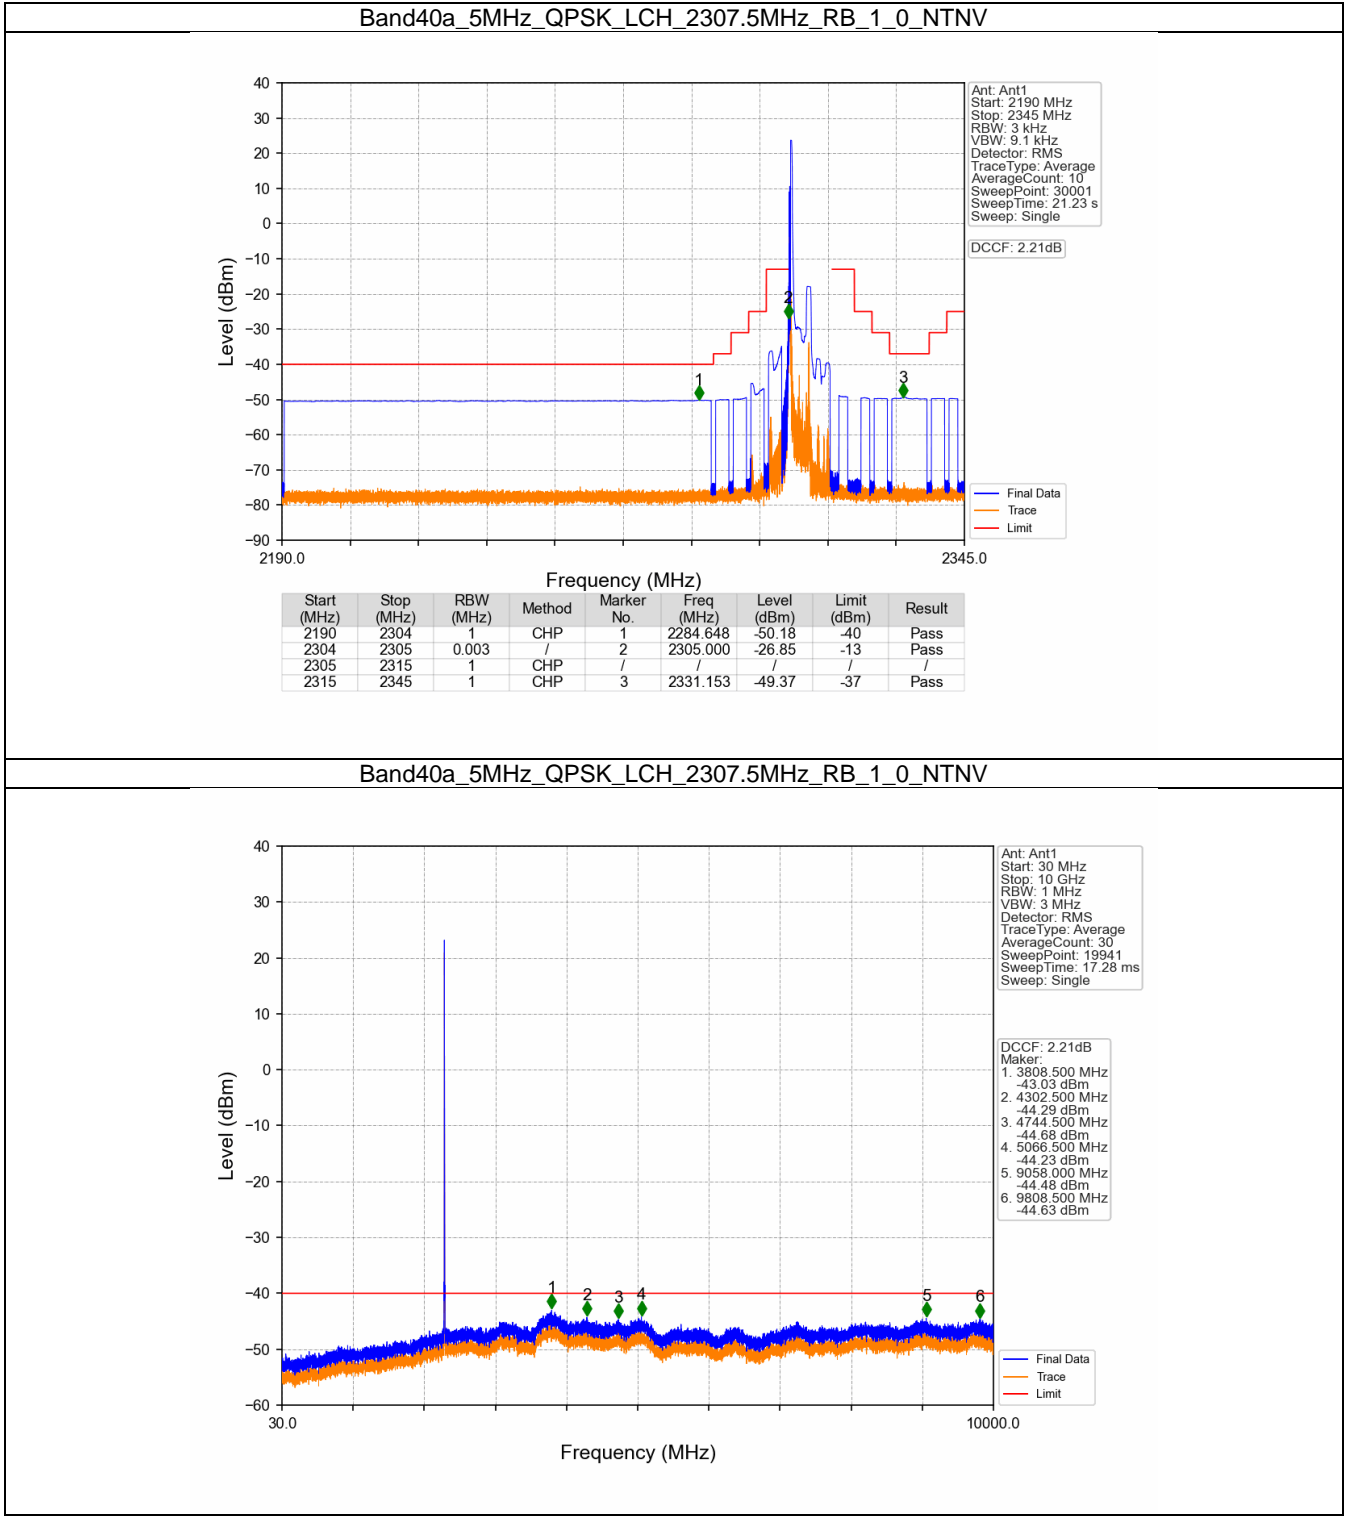 Band40a_5MHz_QPSK_LCH_2307.5MHz_RB_1_0_NTNV
40
30
20
10
0
−10
−20
−30
−40
−50
−60
−70
−80
−90
Level (dBm)
1
2
3
2190.0
2345.0
Frequency (MHz)
Ant: Ant1
Start: 2190 MHz
Stop: 2345 MHz
RBW: 3 kHz
VBW: 9.1 kHz
Detector: RMS
TraceType: Average
AverageCount: 10
SweepPoint: 30001
SweepTime: 21.23 s
Sweep: Single
DCCF: 2.21dB
Final Data
Trace
Limit
Start (MHz) Stop (MHz) RBW (MHz) Method Marker No. Freq (MHz) Level (dBm) Limit (dBm) Result
2190 2304 1 CHP 1 2284.648 -50.18 -40 Pass
2304 2305 0.003 / 2 2305.000 -26.85 -13 Pass
2305 2315 1 CHP / / / / /
2315 2345 1 CHP 3 2331.153 -49.37 -37 Pass
Band40a_5MHz_QPSK_LCH_2307.5MHz_RB_1_0_NTNV
40
30
20
10
0
−10
−20
−30
−40
−50
−60
Level (dBm)
1
2
3
4
5
6
30.0
10000.0
Frequency (MHz)
Ant: Ant1
Start: 30 MHz
Stop: 10 GHz
RBW: 1 MHz
VBW: 3 MHz
Detector: RMS
TraceType: Average
AverageCount: 30
SweepPoint: 19941
SweepTime: 17.28 ms
Sweep: Single
DCCF: 2.21dB
Maker:
1. 3808.500 MHz
-43.03 dBm
2. 4302.500 MHz
-44.29 dBm
3. 4744.500 MHz
-44.68 dBm
4. 5066.500 MHz
-44.23 dBm
5. 9058.000 MHz
-44.48 dBm
6. 9808.500 MHz
-44.63 dBm
Final Data
Trace
Limit